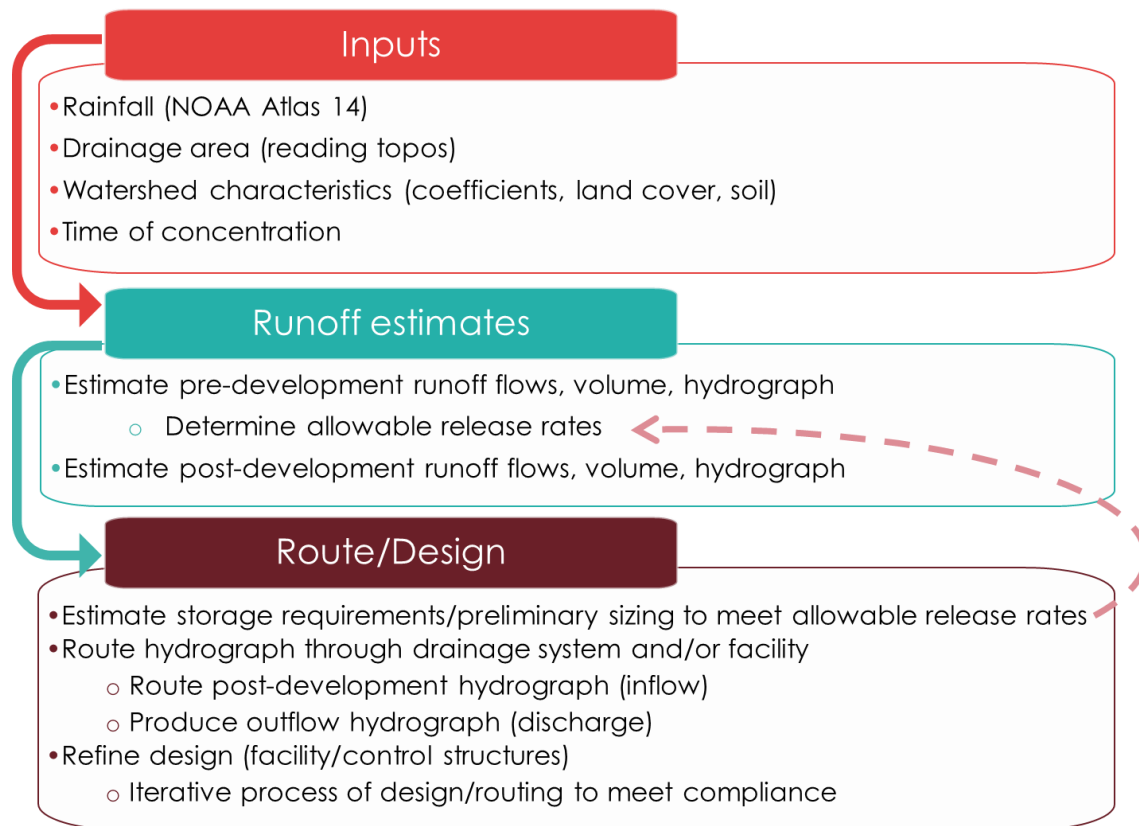 Inputs
•Rainfall (NOAA Atlas 14)
•Drainage area (reading topos)
•Watershed characteristics (coefficients, land cover, soil)
•Time of concentration
Runoff estimates
•Estimate pre-development runoff flows, volume, hydrograph
○ Determine allowable release rates
•Estimate post-development runoff flows, volume, hydrograph
Route/Design
•Estimate storage requirements/preliminary sizing to meet allowable release rates
•Route hydrograph through drainage system and/or facility
○ Route post-development hydrograph (inflow)
○ Produce outflow hydrograph (discharge)
•Refine design (facility/control structures)
○ Iterative process of design/routing to meet compliance